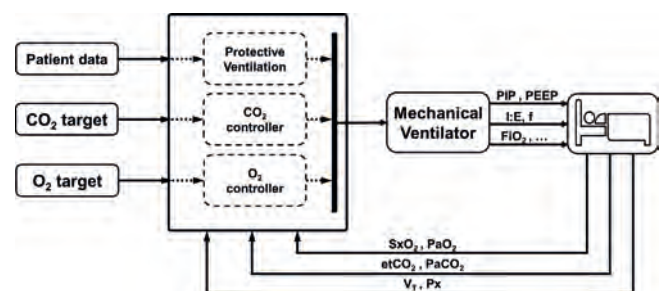 Patient data
CO₂ target
O₂ target
Protective
Ventilation
CO₂
controller
O₂
controller
Mechanical
Ventilator
PIP , PEEP
I:E, f
FiO₂ , ...
SxO₂ , PaO₂
etCO₂ , PaCO₂
V_T , Px